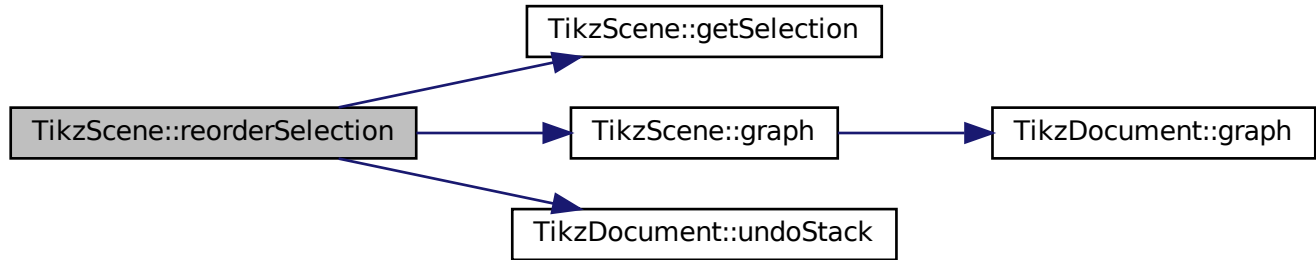 TikzScene::getSelection
TikzScene::reorderSelection
TikzScene::graph
TikzDocument::graph
TikzDocument::undoStack